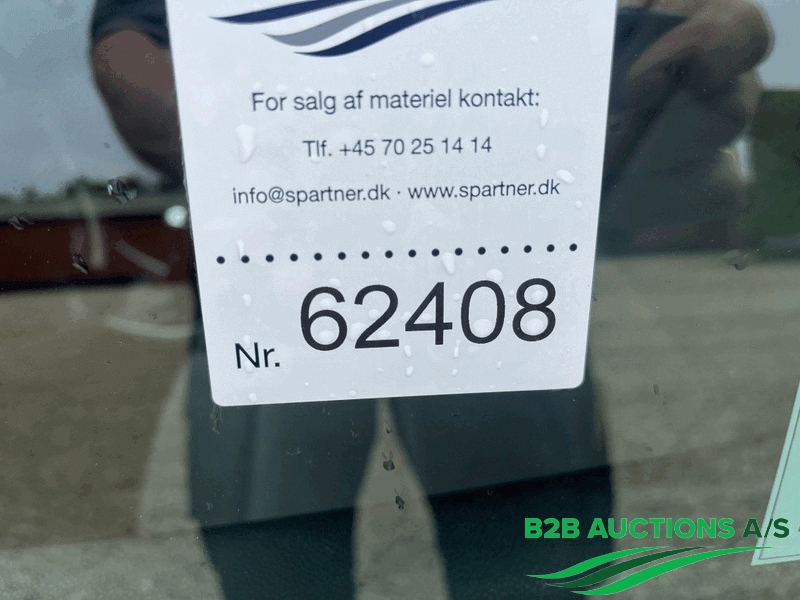 For salg af materiel kontakt:
Tlf. +45 70 25 14 14
info@spartner.dk · www.spartner.dk
Nr. 62408
B2B AUCTIONS A/S